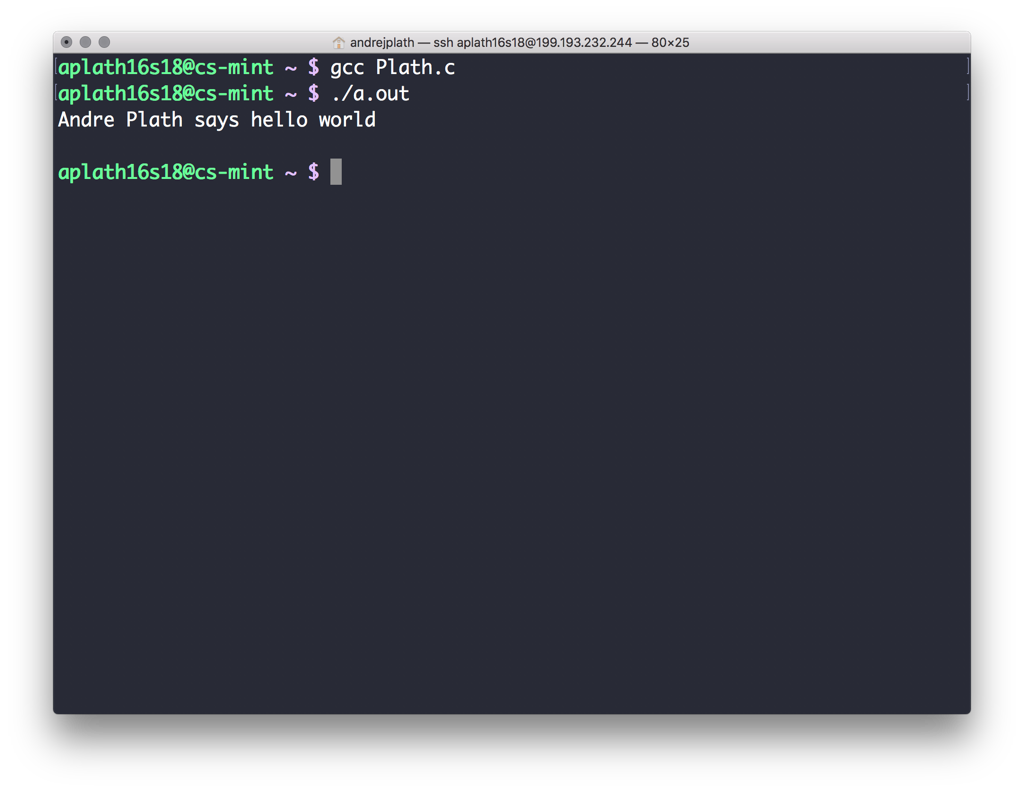 andrejplath — ssh aplath16s18@199.193.232.244 — 80×25
[aplath16s18@cs-mint ~ $ gcc Plath.c ]
[aplath16s18@cs-mint ~ $ ./a.out ]
Andre Plath says hello world
aplath16s18@cs-mint ~ $